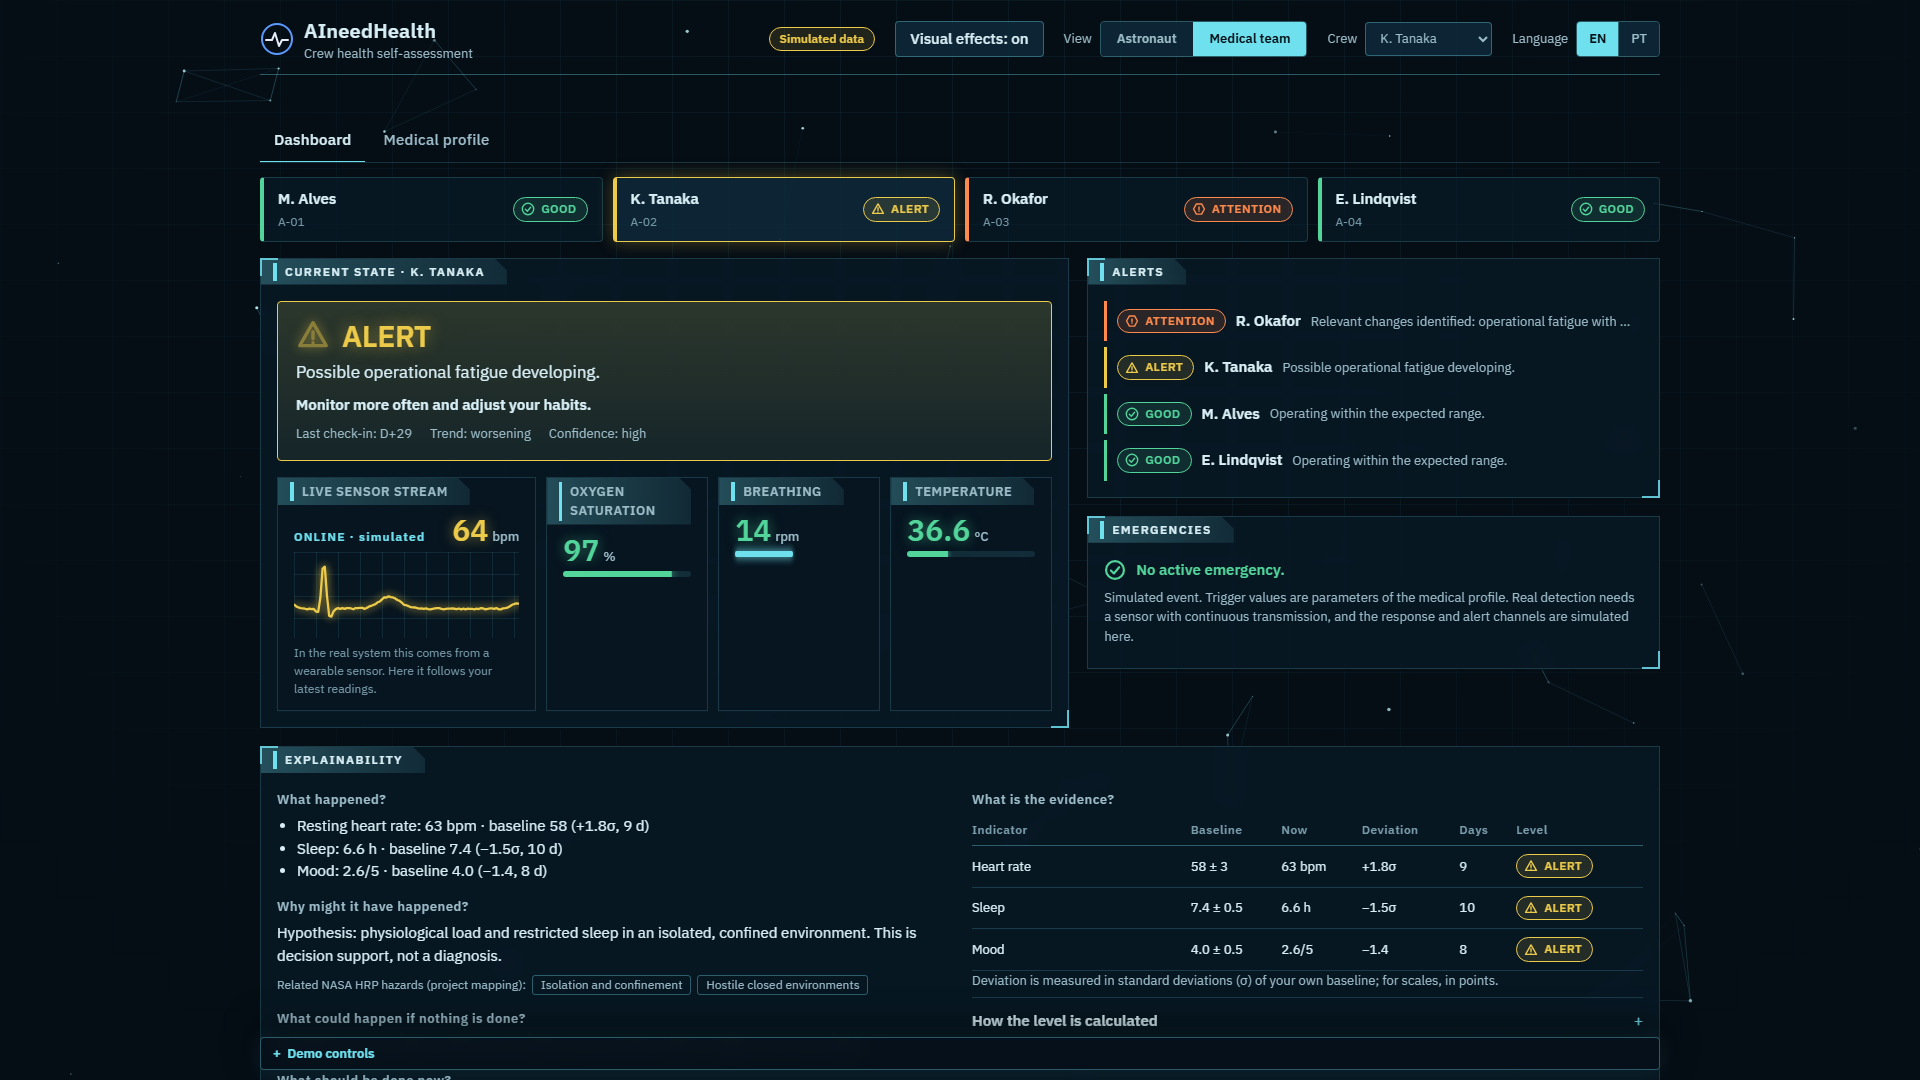 AIneedHealth
Crew health self-assessment
Simulated data
Visual effects: on
View
Astronaut
Medical team
Crew
K. Tanaka
Language
EN
PT
Dashboard
Medical profile
M. Alves
A-01
GOOD
K. Tanaka
A-02
ALERT
R. Okafor
A-03
ATTENTION
E. Lindqvist
A-04
GOOD
CURRENT STATE · K. TANAKA
ALERT
Possible operational fatigue developing.
Monitor more often and adjust your habits.
Last check-in: D+29
Trend: worsening
Confidence: high
LIVE SENSOR STREAM
ONLINE · simulated
64 bpm
In the real system this comes from a
wearable sensor. Here it follows your
latest readings.
OXYGEN
SATURATION
97 %
BREATHING
14 rpm
TEMPERATURE
36.6 °C
ALERTS
ATTENTION R. Okafor Relevant changes identified: operational fatigue with ...
ALERT K. Tanaka Possible operational fatigue developing.
GOOD M. Alves Operating within the expected range.
GOOD E. Lindqvist Operating within the expected range.
EMERGENCIES
No active emergency.
Simulated event. Trigger values are parameters of the medical profile. Real detection needs
a sensor with continuous transmission, and the response and alert channels are simulated
here.
EXPLAINABILITY
What happened?
• Resting heart rate: 63 bpm · baseline 58 (+1.8σ, 9 d)
• Sleep: 6.6 h · baseline 7.4 (−1.5σ, 10 d)
• Mood: 2.6/5 · baseline 4.0 (−1.4, 8 d)
Why might it have happened?
Hypothesis: physiological load and restricted sleep in an isolated, confined environment. This is
decision support, not a diagnosis.
Related NASA HRP hazards (project mapping): Isolation and confinement Hostile closed environments
What could happen if nothing is done?
What is the evidence?
Indicator Baseline Now Deviation Days Level
Heart rate 58 ± 3 63 bpm +1.8σ 9 ALERT
Sleep 7.4 ± 0.5 6.6 h −1.5σ 10 ALERT
Mood 4.0 ± 0.5 2.6/5 −1.4 8 ALERT
Deviation is measured in standard deviations (σ) of your own baseline; for scales, in points.
How the level is calculated +
+ Demo controls
What should be done now?